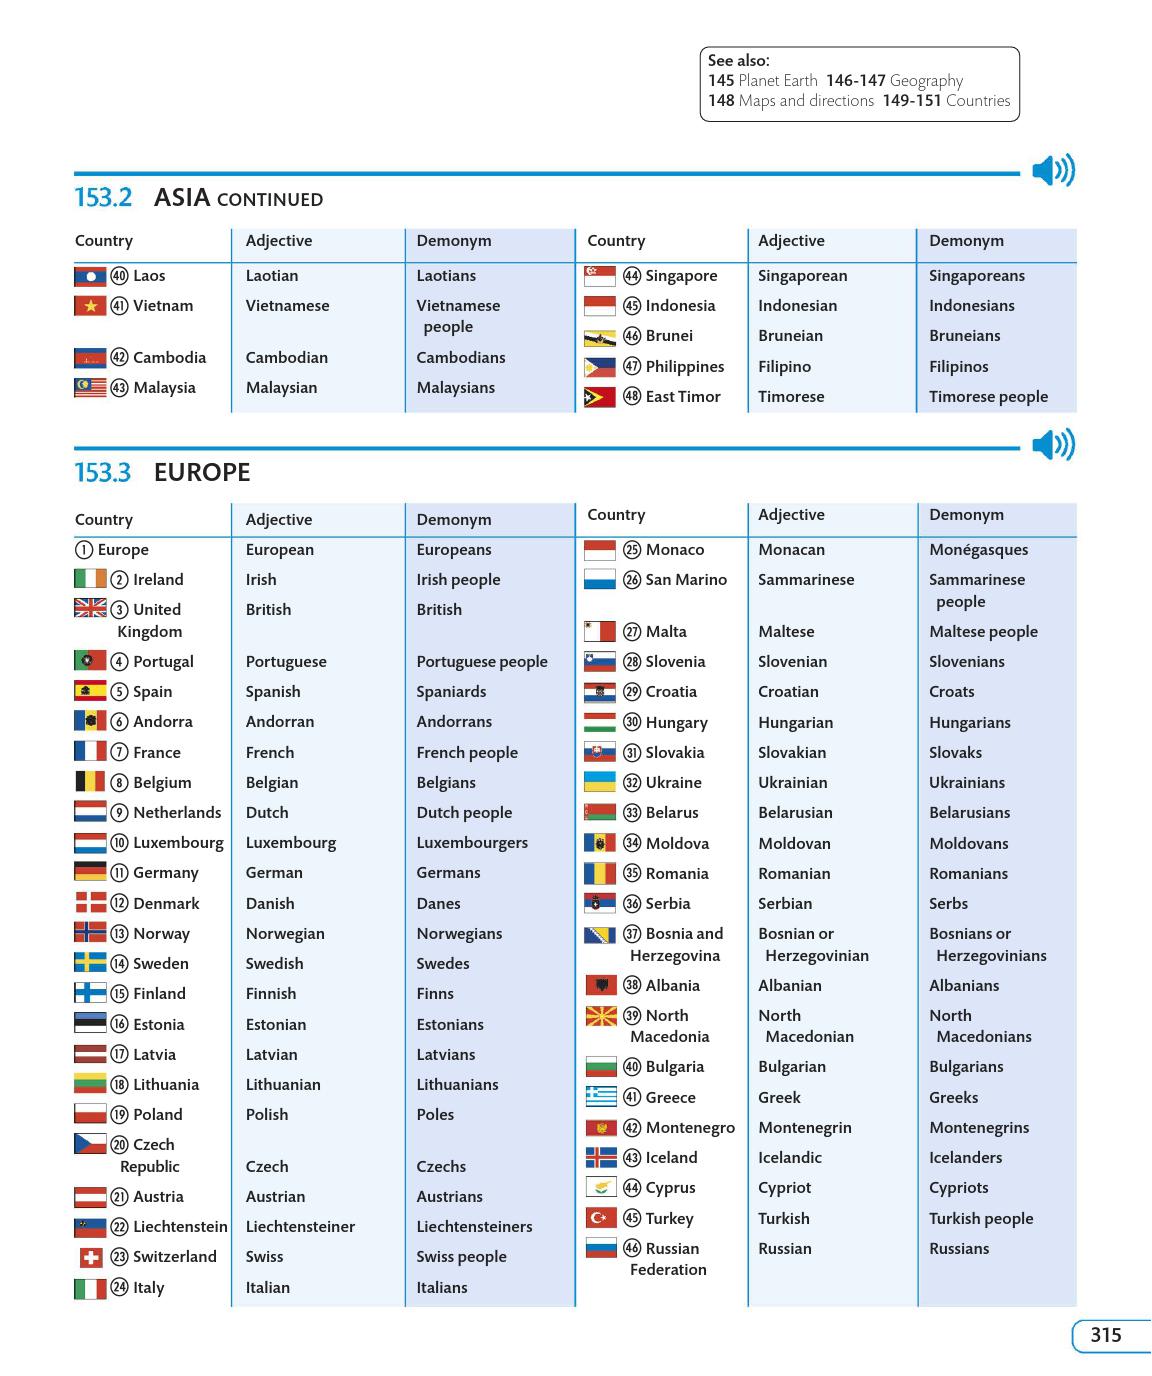 See also:
145 Planet Earth 146-147 Geography
148 Maps and directions 149-151 Countries
153.2 ASIA CONTINUED
Country Adjective Demonym
40 Laos Laotian Laotians
41 Vietnam Vietnamese Vietnamese
people
42 Cambodia Cambodian Cambodians
43 Malaysia Malaysian Malaysians
Country Adjective Demonym
44 Singapore Singaporean Singaporeans
45 Indonesia Indonesian Indonesians
46 Brunei Bruneian Bruneians
47 Philippines Filipino Filipinos
48 East Timor Timorese Timorese people
153.3 EUROPE
Country Adjective Demonym
1 Europe European Europeans
2 Ireland Irish Irish people
3 United British British
Kingdom
4 Portugal Portuguese Portuguese people
5 Spain Spanish Spaniards
6 Andorra Andorran Andorrans
7 France French French people
8 Belgium Belgian Belgians
9 Netherlands Dutch Dutch people
10 Luxembourg Luxembourg Luxembourgers
11 Germany German Germans
12 Denmark Danish Danes
13 Norway Norwegian Norwegians
14 Sweden Swedish Swedes
15 Finland Finnish Finns
16 Estonia Estonian Estonians
17 Latvia Latvian Latvians
18 Lithuania Lithuanian Lithuanians
19 Poland Polish Poles
20 Czech
Republic Czech Czechs
21 Austria Austrian Austrians
22 Liechtenstein Liechtensteiner Liechtensteiners
23 Switzerland Swiss Swiss people
24 Italy Italian Italians
Country Adjective Demonym
25 Monaco Monacan Monégasques
26 San Marino Sammarinese Sammarinese
people
27 Malta Maltese Maltese people
28 Slovenia Slovenian Slovenians
29 Croatia Croatian Croats
30 Hungary Hungarian Hungarians
31 Slovakia Slovakian Slovaks
32 Ukraine Ukrainian Ukrainians
33 Belarus Belarusian Belarusians
34 Moldova Moldovan Moldovans
35 Romania Romanian Romanians
36 Serbia Serbian Serbs
37 Bosnia and Bosnian or Bosnians or
Herzegovina Herzegovinian Herzegovinians
38 Albania Albanian Albanians
39 North North North
Macedonia Macedonian Macedonians
40 Bulgaria Bulgarian Bulgarians
41 Greece Greek Greeks
42 Montenegro Montenegrin Montenegrins
43 Iceland Icelandic Icelanders
44 Cyprus Cypriot Cypriots
45 Turkey Turkish Turkish people
46 Russian Russian Russians
Federation
315